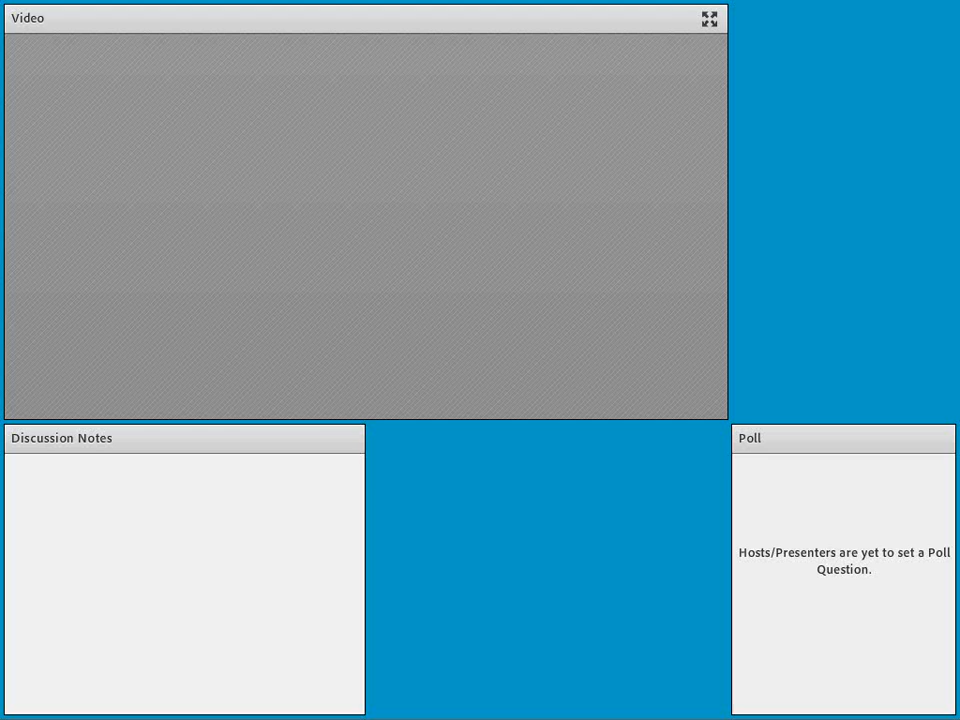 Video
Discussion Notes
Poll
Hosts/Presenters are yet to set a Poll
Question.